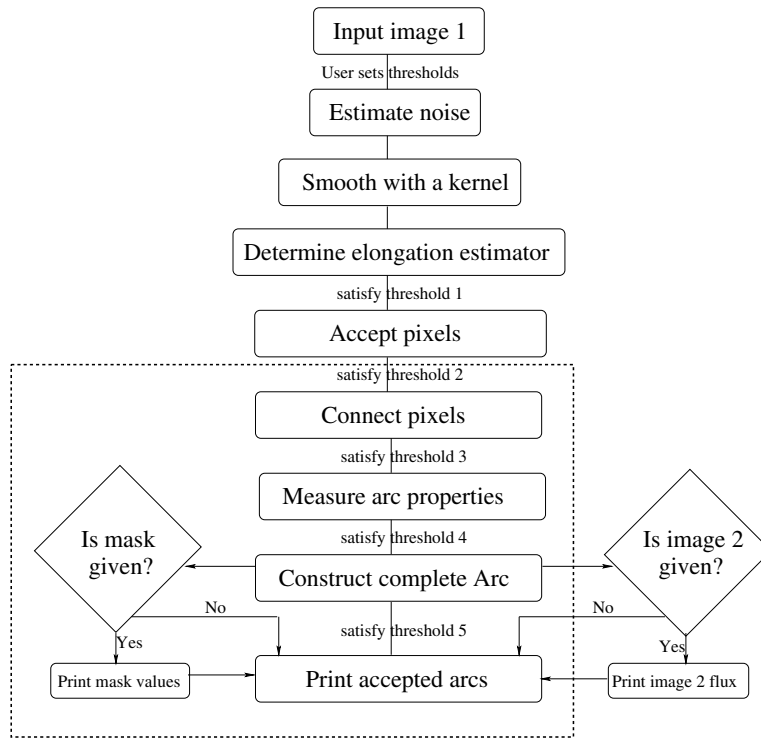 Input image 1
User sets thresholds
Estimate noise
Smooth with a kernel
Determine elongation estimator
satisfy threshold 1
Accept pixels
satisfy threshold 2
Connect pixels
satisfy threshold 3
Measure arc properties
satisfy threshold 4
Is mask
given?
Construct complete Arc
Is image 2
given?
No
No
satisfy threshold 5
Yes
Yes
Print mask values
Print accepted arcs
Print image 2 flux